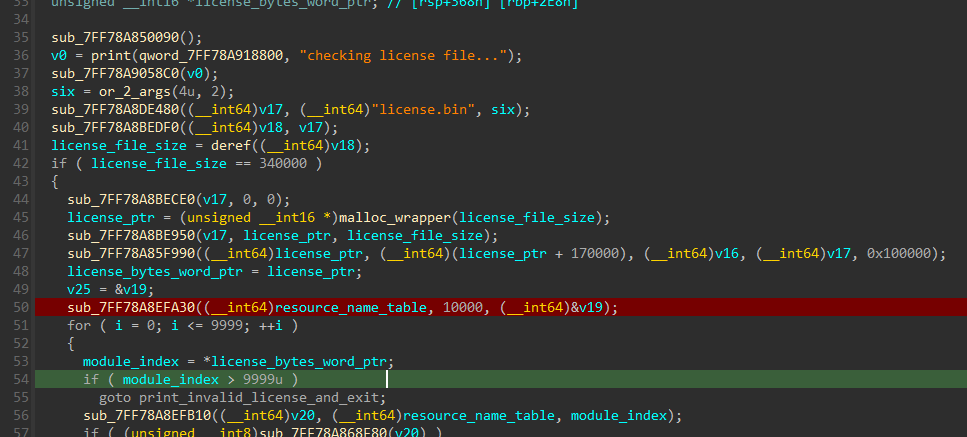 33 unsigned __int16 *license_bytes_word_ptr; // [rsp+368h] [rbp+2E8h]
34
35 sub_7FF78A850090();
36 v0 = print(qword_7FF78A918800, "checking license file...");
37 sub_7FF78A9058C0(v0);
38 six = or_2_args(4u, 2);
39 sub_7FF78A8DE480((__int64)v17, (__int64)"license.bin", six);
40 sub_7FF78A8BEDF0((__int64)v18, v17);
41 license_file_size = deref((__int64)v18);
42 if ( license_file_size == 340000 )
43 {
44 sub_7FF78A8BECE0(v17, 0, 0);
45 license_ptr = (unsigned __int16 *)malloc_wrapper(license_file_size);
46 sub_7FF78A8BE950(v17, license_ptr, license_file_size);
47 sub_7FF78A85F990((__int64)license_ptr, (__int64)(license_ptr + 170000), (__int64)v16, (__int64)v17, 0x100000);
48 license_bytes_word_ptr = license_ptr;
49 v25 = &v19;
50 sub_7FF78A8EFA30((__int64)resource_name_table, 10000, (__int64)&v19);
51 for ( i = 0; i <= 9999; ++i )
52 {
53 module_index = *license_bytes_word_ptr;
54 if ( module_index > 9999u )
55 goto print_invalid_license_and_exit;
56 sub_7FF78A8EFB10((__int64)v20, (__int64)resource_name_table, module_index);
57 if ( (unsigned __int8)sub_7FF78A868E80(v20) )